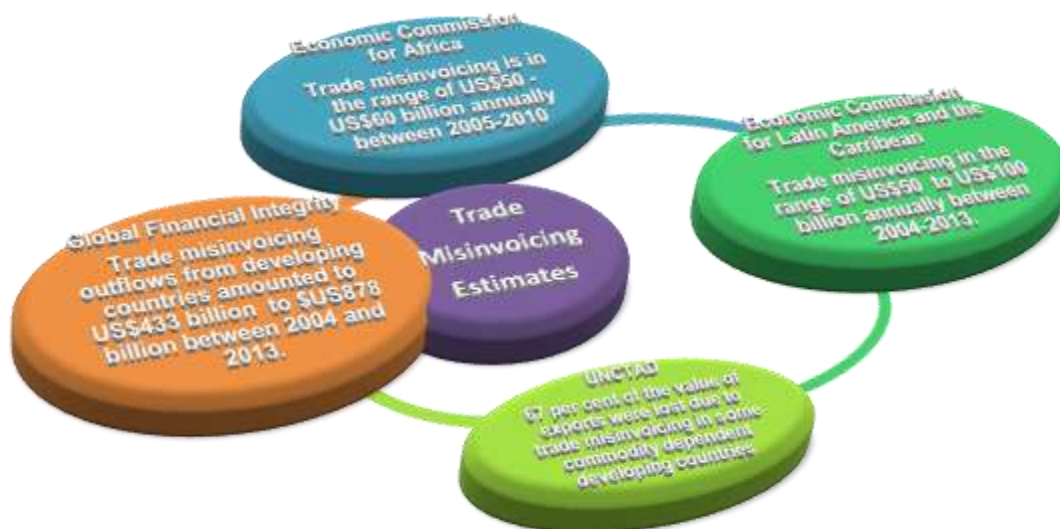 Economic Commission
for Africa
Trade misinvoicing is in
the range of US$50 -
US$60 billion annually
between 2005-2010
Economic Commission
for Latin America and the
Carribean
Trade misinvoicing in the
range of US$50 to US$100
billion annually between
2004-2013.
Global Financial Integrity
Trade misinvoicing
outflows from developing
countries amounted to
US$433 billion to $US878
billion between 2004 and
2013.
Trade
Misinvoicing
Estimates
UNCTAD
67 per cent of the value of
exports were lost due to
trade misinvoicing in some
commodity dependent
developing countries